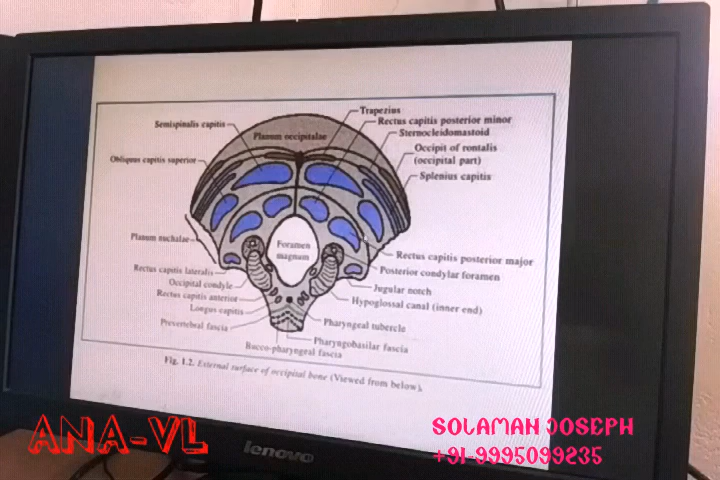 Trapezius
Semispinalis capitis
Rectus capitis posterior minor
Planum occipitalae
Sternocleidomastoid
Obliquus capitis superior
Occipit of rontalis
(occipital part)
Splenius capitis
Planum nuchalae
Foramen
magnum
Rectus capitis posterior major
Rectus capitis lateralis
Posterior condylar foramen
Occipital condyle
Jugular notch
Rectus capitis anterior
Hypoglossal canal (inner end)
Longus capitis
Prevertebral fascia
Pharyngeal tubercle
Pharyngobasilar fascia
Bucco-pharyngeal fascia
Fig. 1.2. External surface of occipital bone (Viewed from below).
ANA-VL
lenovo
SOLAMAN JOSEPH
+91-9995099235